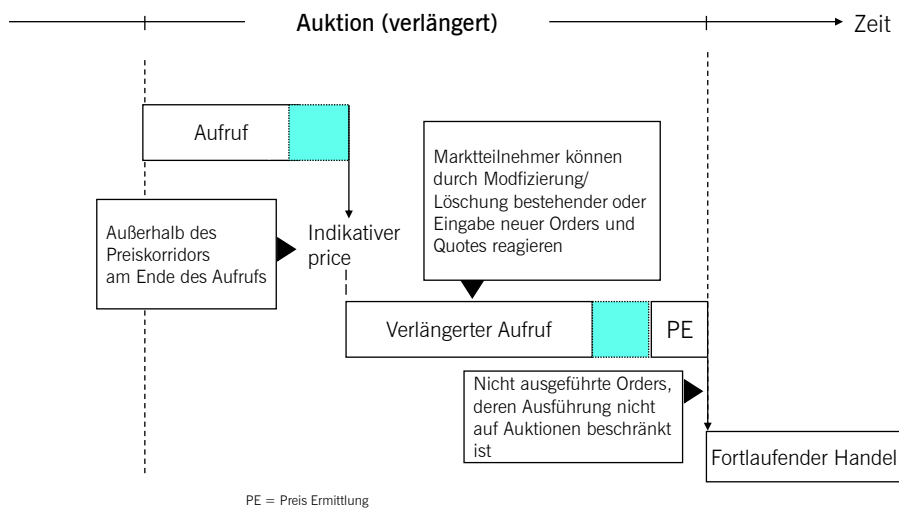 Auktion (verlängert)
Zeit
Aufruf
Marktteilnehmer können
durch Modfizierung/
Löschung bestehender oder
Eingabe neuer Orders und
Quotes reagieren
Außerhalb des
Preiskorridors
am Ende des Aufrufs
Indikativer
price
Verlängerter Aufruf
PE
Nicht ausgeführte Orders,
deren Ausführung nicht
auf Auktionen beschränkt
ist
Fortlaufender Handel
PE = Preis Ermittlung